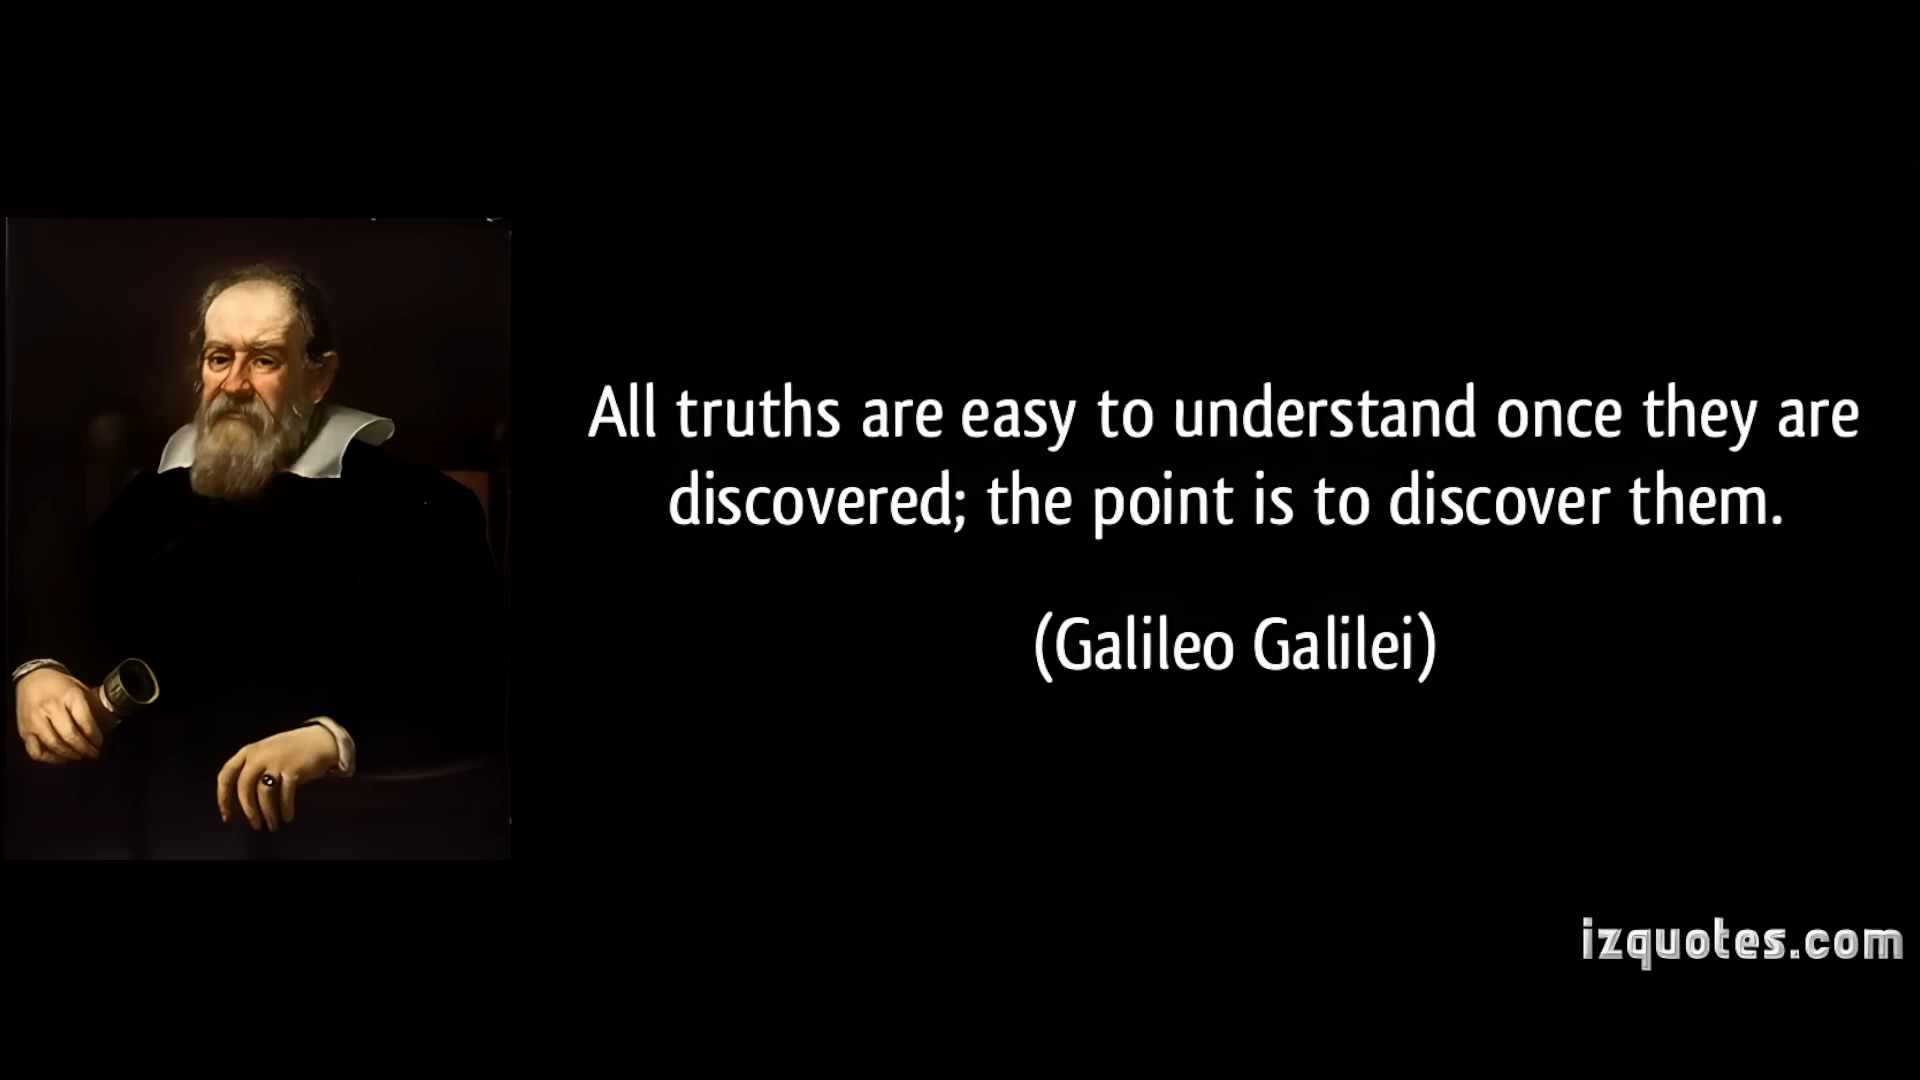 All truths are easy to understand once they are
discovered; the point is to discover them.
(Galileo Galilei)
izquotes.com